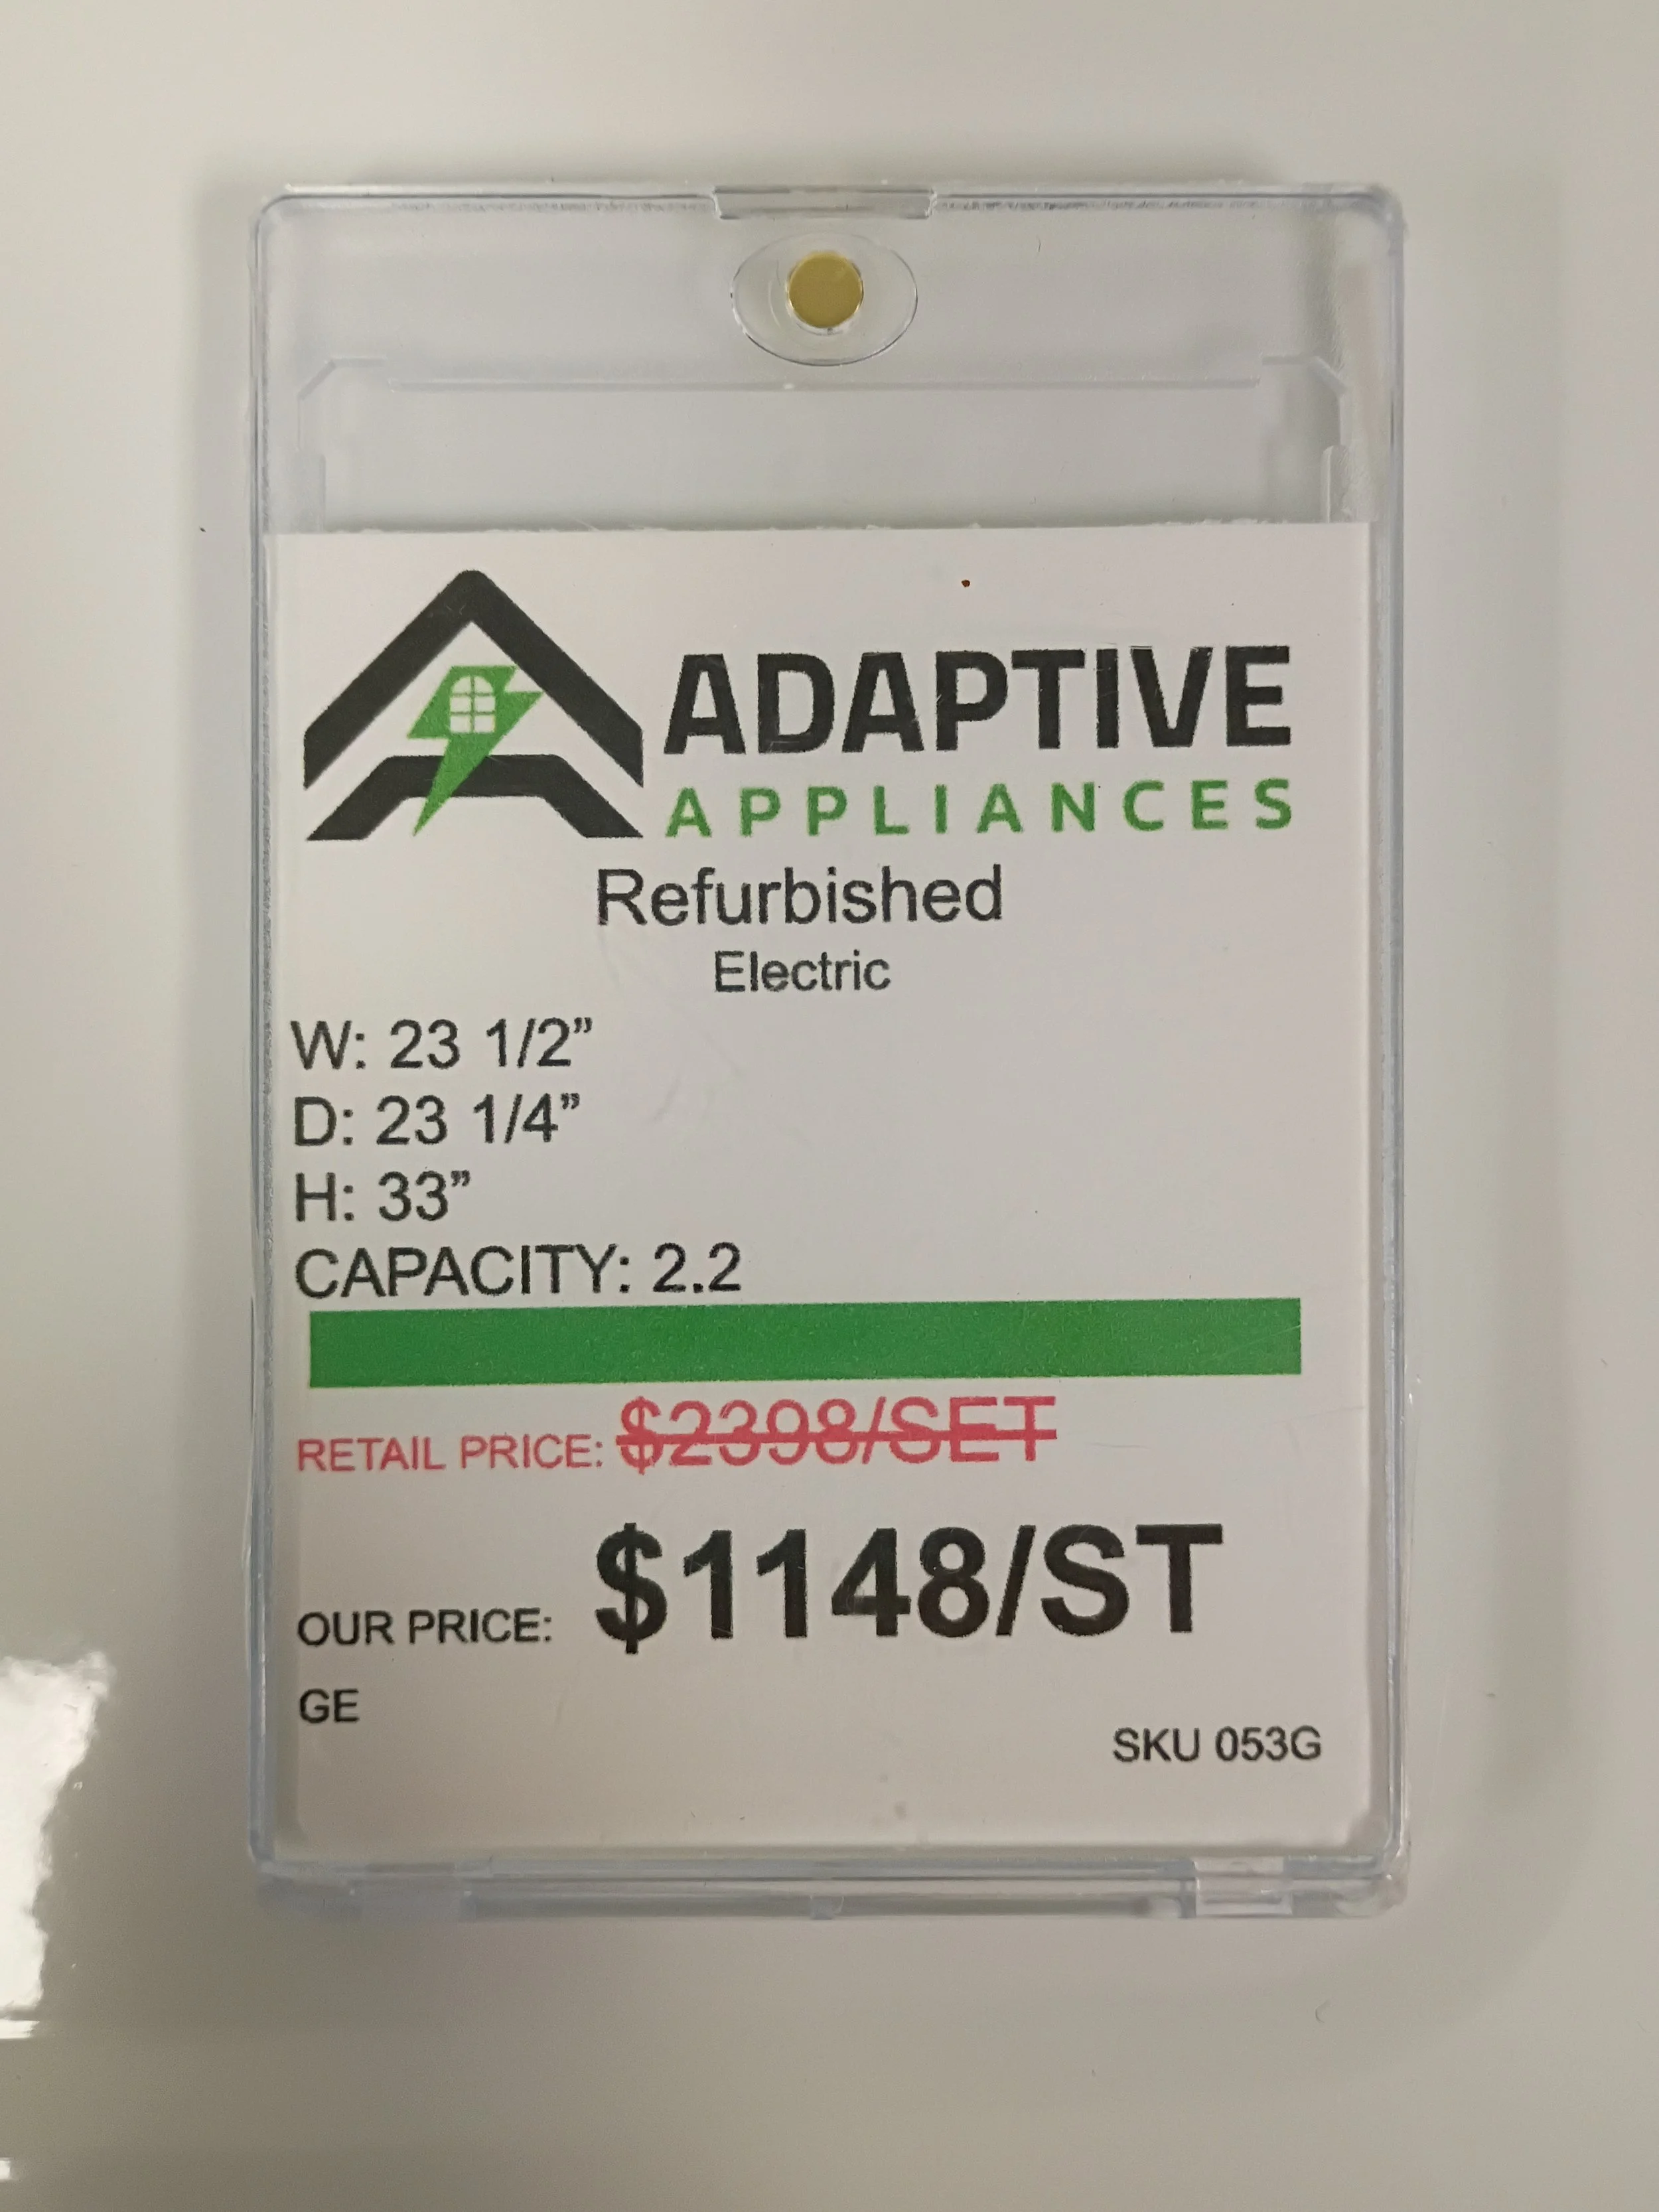 ADAPTIVE
APPLIANCES
Refurbished
Electric
W: 23 1/2”
D: 23 1/4”
H: 33”
CAPACITY: 2.2
RETAIL PRICE: $2398/SET
OUR PRICE: $1148/ST
GE
SKU 053G